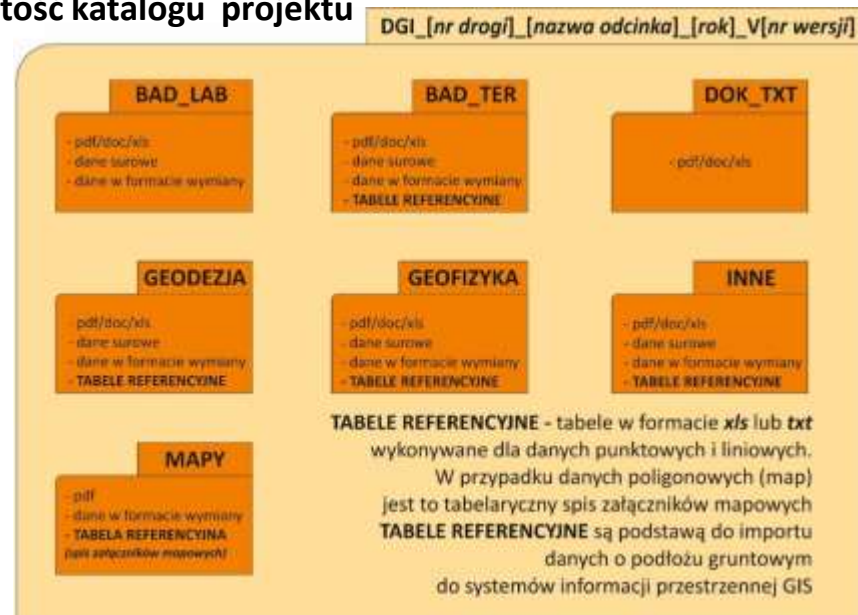 tość katalogu projektu
DGI_[nr drogi]_[nazwa odcinka]_[rok]_V[nr wersji]
BAD_LAB
- pdf/doc/xls
- dane surowe
- dane w formacie wymiany
BAD_TER
- pdf/doc/xls
- dane surowe
- dane w formacie wymiany
- TABELE REFERENCYJNE
DOK_TXT
- pdf/doc/xls
GEODEZJA
- pdf/doc/xls
- dane surowe
- dane w formacie wymiany
- TABELE REFERENCYJNE
GEOFIZYKA
- pdf/doc/xls
- dane surowe
- dane w formacie wymiany
- TABELE REFERENCYJNE
INNE
- pdf/doc/xls
- dane surowe
- dane w formacie wymiany
- TABELE REFERENCYJNE
MAPY
- pdf
- dane w formacie wymiany
- TABELA REFERENCYJNA
(spis załączników mapowych)
TABELE REFERENCYJNE - tabele w formacie xls lub txt
wykonywane dla danych punktowych i liniowych.
W przypadku danych poligonowych (map)
jest to tabelaryczny spis załączników mapowych
TABELE REFERENCYJNE są podstawą do importu
danych o podłożu gruntowym
do systemów informacji przestrzennej GIS